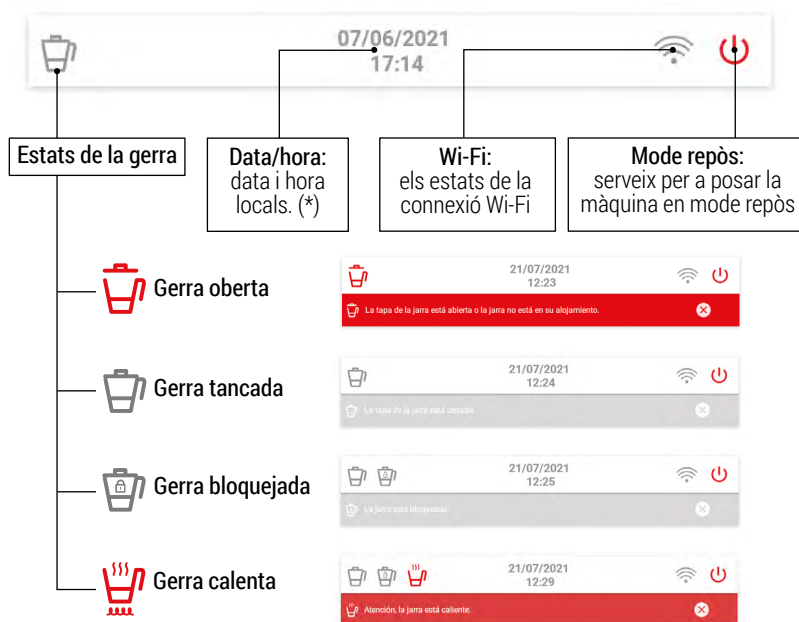 07/06/2021
17:14
Estats de la gerra
Data/hora:
data i hora
locals. (*)
Wi-Fi:
els estats de la
connexió Wi-Fi
Mode repòs:
serveix per a posar la
màquina en mode repòs
Gerra oberta
21/07/2021
12:23
La tapa de la jarra está abierta o la jarra no está en su alojamiento.
Gerra tancada
21/07/2021
12:24
La tapa de la jarra está cerrada.
Gerra bloquejada
21/07/2021
12:25
La jarra está bloqueada.
Gerra calenta
21/07/2021
12:29
Atención, la jarra está caliente.